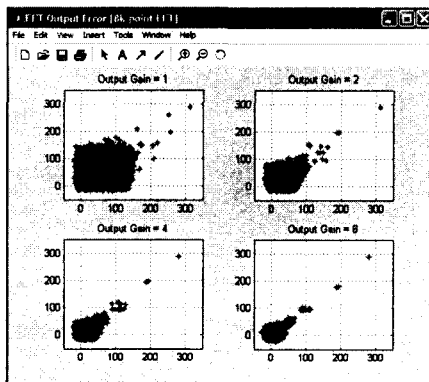 FFT Output Error [8k point FFT]
File Edit View Insert Tools Window Help
A
Output Gain = 1
Output Gain = 2
300
200
100
0
0 100 200 300
300
200
100
0
0 100 200 300
Output Gain = 4
Output Gain = 8
300
200
100
0
0 100 200 300
300
200
100
0
0 100 200 300